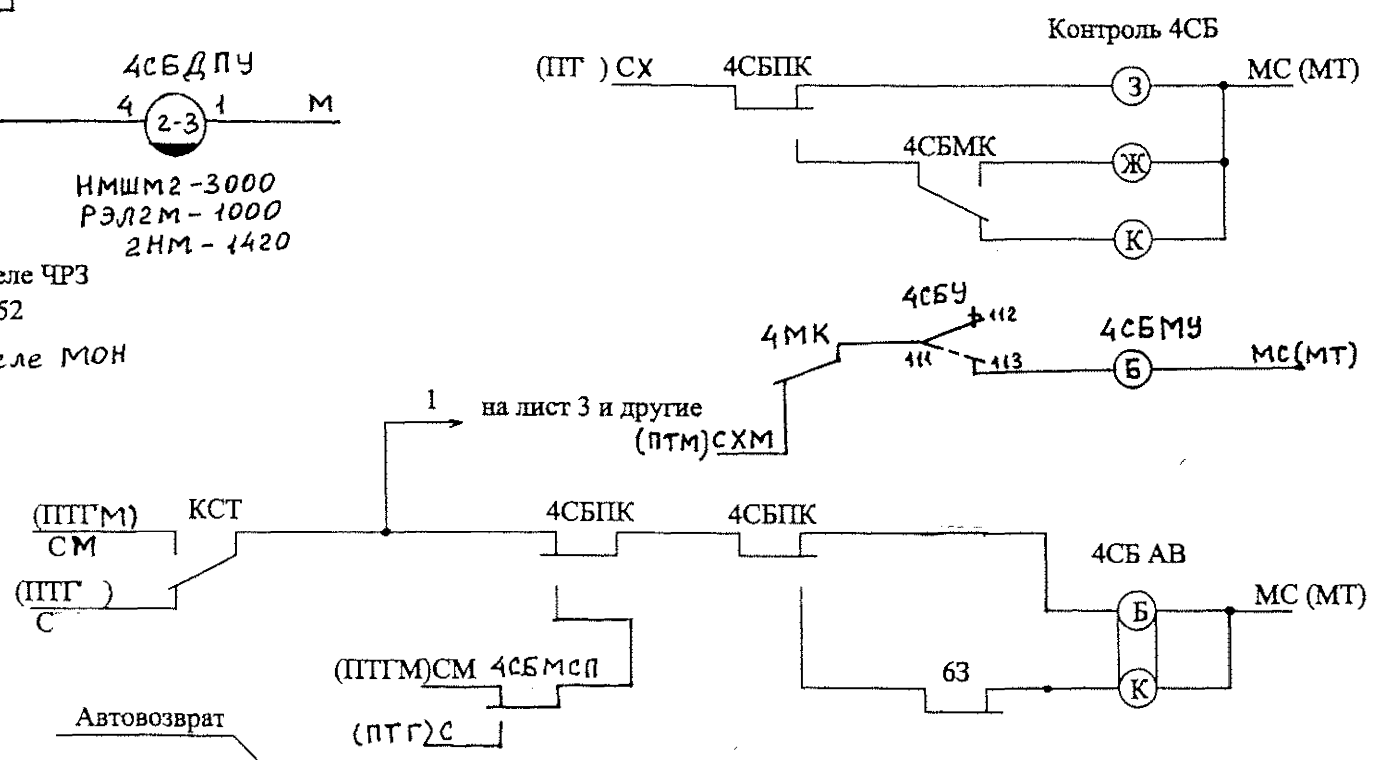 Контроль 4СБ
4СБДПУ
4 2-3 1 М
НМШМ2-3000
РЭЛ2М-1000
2НМ-1420
еле ЧРЗ
52
еле МОН
(ПТ ) СХ 4СБПК З МС (МТ)
4СБМК Ж
К
4СБУ
4МК 111 112 113 4СБМУ Б МС(МТ)
(ПТМ)СХМ
1 на лист 3 и другие
(ПТГМ) КСТ 4СБПК 4СБПК
СМ
4СБ АВ
(ПТГ )
С
Б МС (МТ)
(ПТГМ)СМ 4СБМСП 63 К
(ПТГ)С
Автовозврат